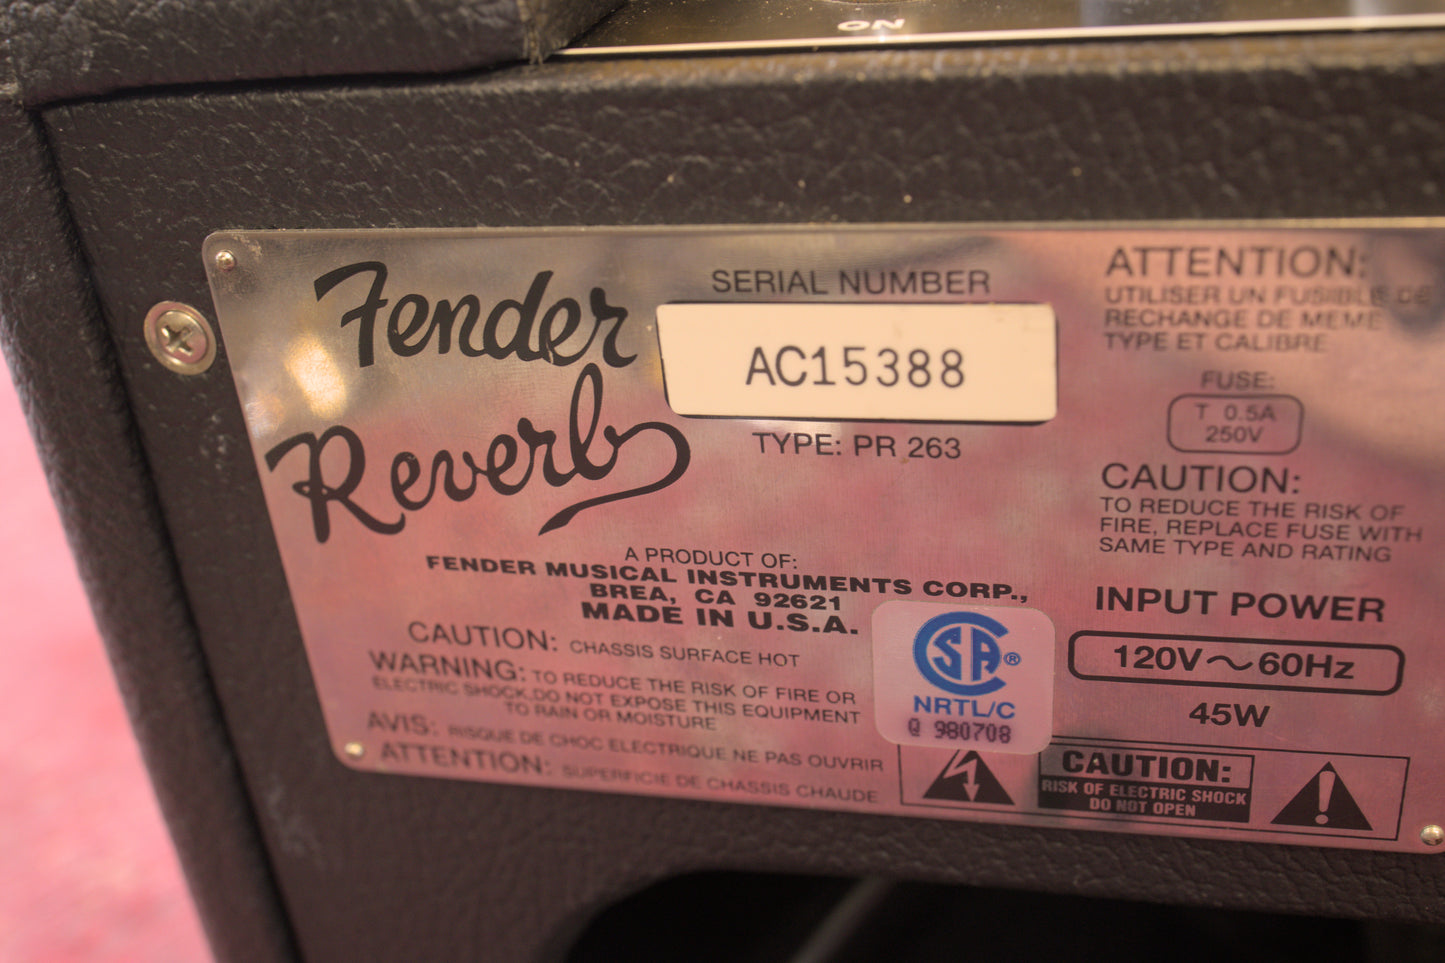 ON
Fender
Reverb
SERIAL NUMBER
AC15388
TYPE: PR 263
A PRODUCT OF:
FENDER MUSICAL INSTRUMENTS CORP.,
BREA, CA 92621
MADE IN U.S.A.
CAUTION: CHASSIS SURFACE HOT
WARNING: TO REDUCE THE RISK OF FIRE OR
ELECTRIC SHOCK,DO NOT EXPOSE THIS EQUIPMENT
TO RAIN OR MOISTURE
AVIS: RISQUE DE CHOC ELECTRIQUE NE PAS OUVRIR
ATTENTION: SUPERFICIE DE CHASSIS CHAUDE
SA®
NRTL/C
@ 980708
ATTENTION:
UTILISER UN FUSIBLE DE
RECHANGE DE MEME
TYPE ET CALIBRE
FUSE:
T 0.5A
250V
CAUTION:
TO REDUCE THE RISK OF
FIRE, REPLACE FUSE WITH
SAME TYPE AND RATING
INPUT POWER
120V～60Hz
45W
CAUTION:
RISK OF ELECTRIC SHOCK
DO NOT OPEN